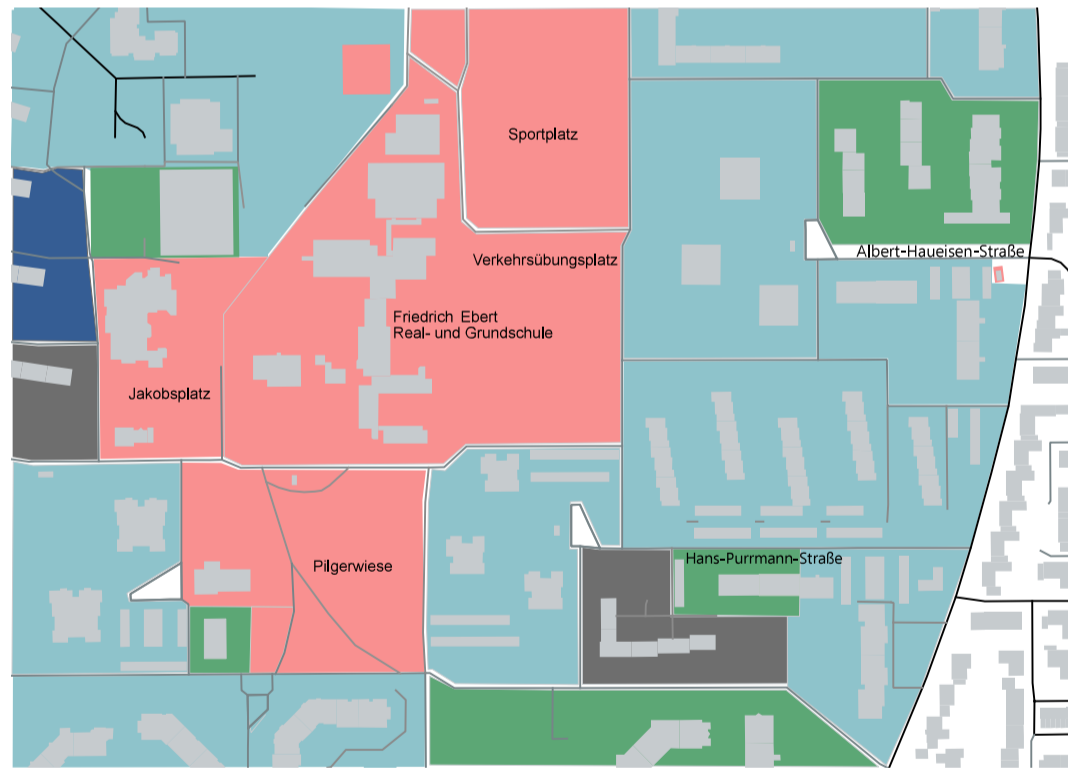 Sportplatz
Albert-Haueisen-Straße
Verkehrsübungsplatz
Friedrich Ebert
Real- und Grundschule
Jakobsplatz
Hans-Purrmann-Straße
Pilgerwiese